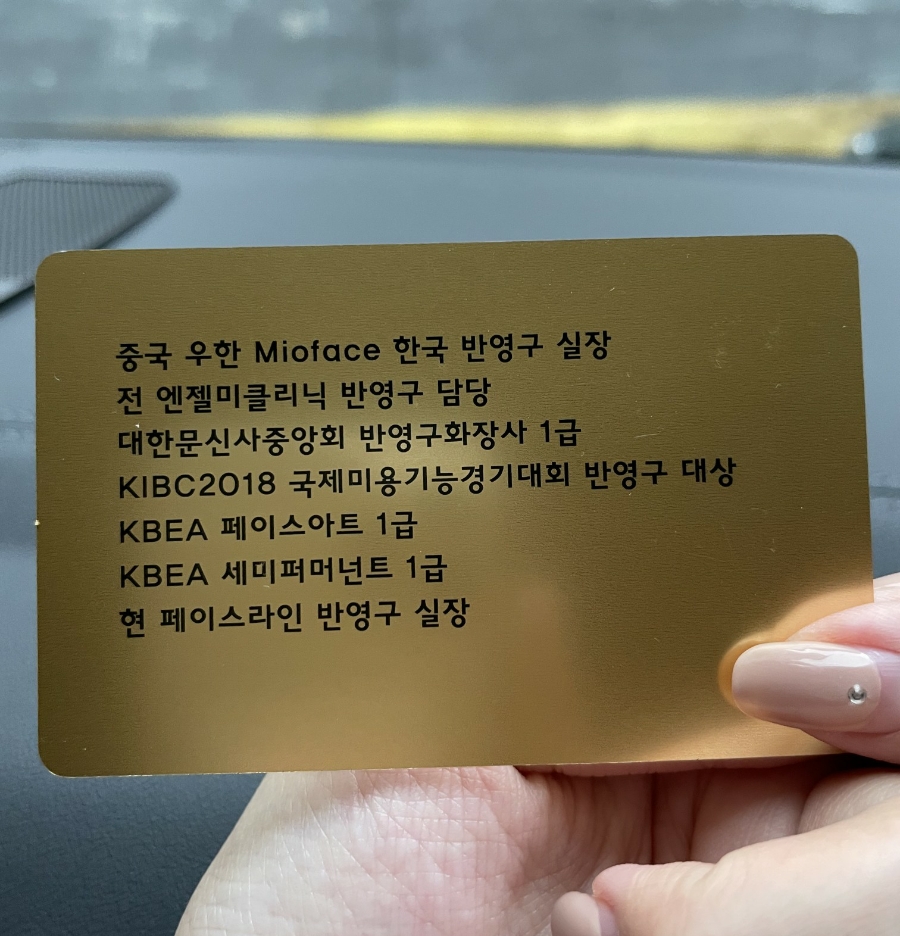 중국 우한 Mioface 한국 반영구 실장
전 엔젤미클리닉 반영구 담당
대한문신사중앙회 반영구화장사 1급
KIBC2018 국제미용기능경기대회 반영구 대상
KBEA 페이스아트 1급
KBEA 세미퍼머넌트 1급
현 페이스라인 반영구 실장